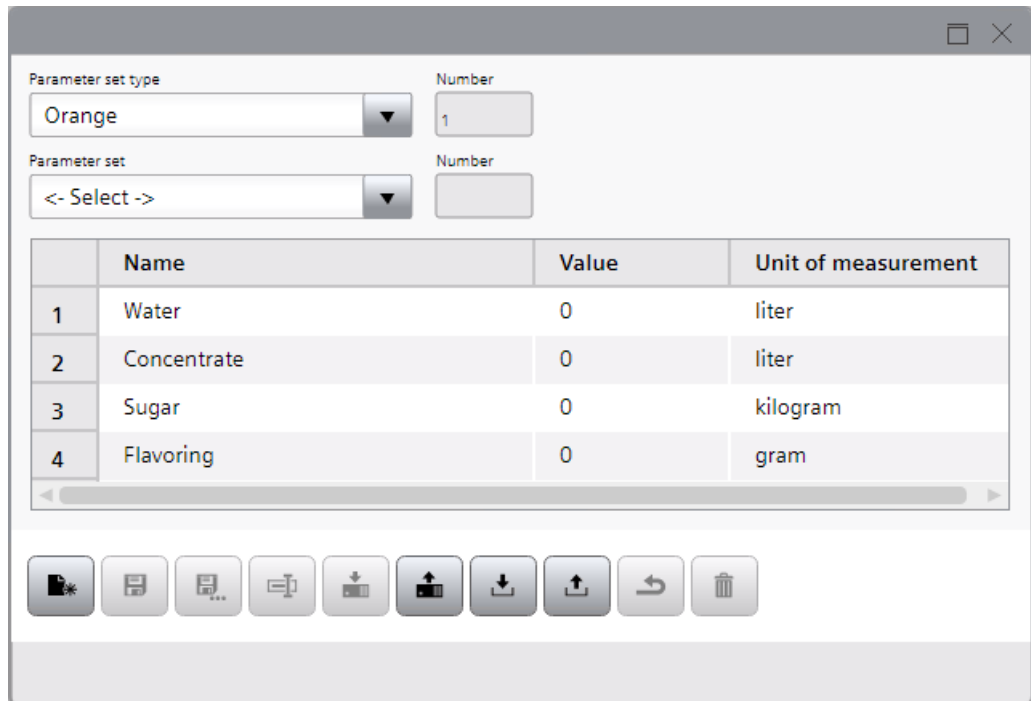 Parameter set type Number
Orange 1
Parameter set Number
<- Select ->
Name Value Unit of measurement
1 Water 0 liter
2 Concentrate 0 liter
3 Sugar 0 kilogram
4 Flavoring 0 gram